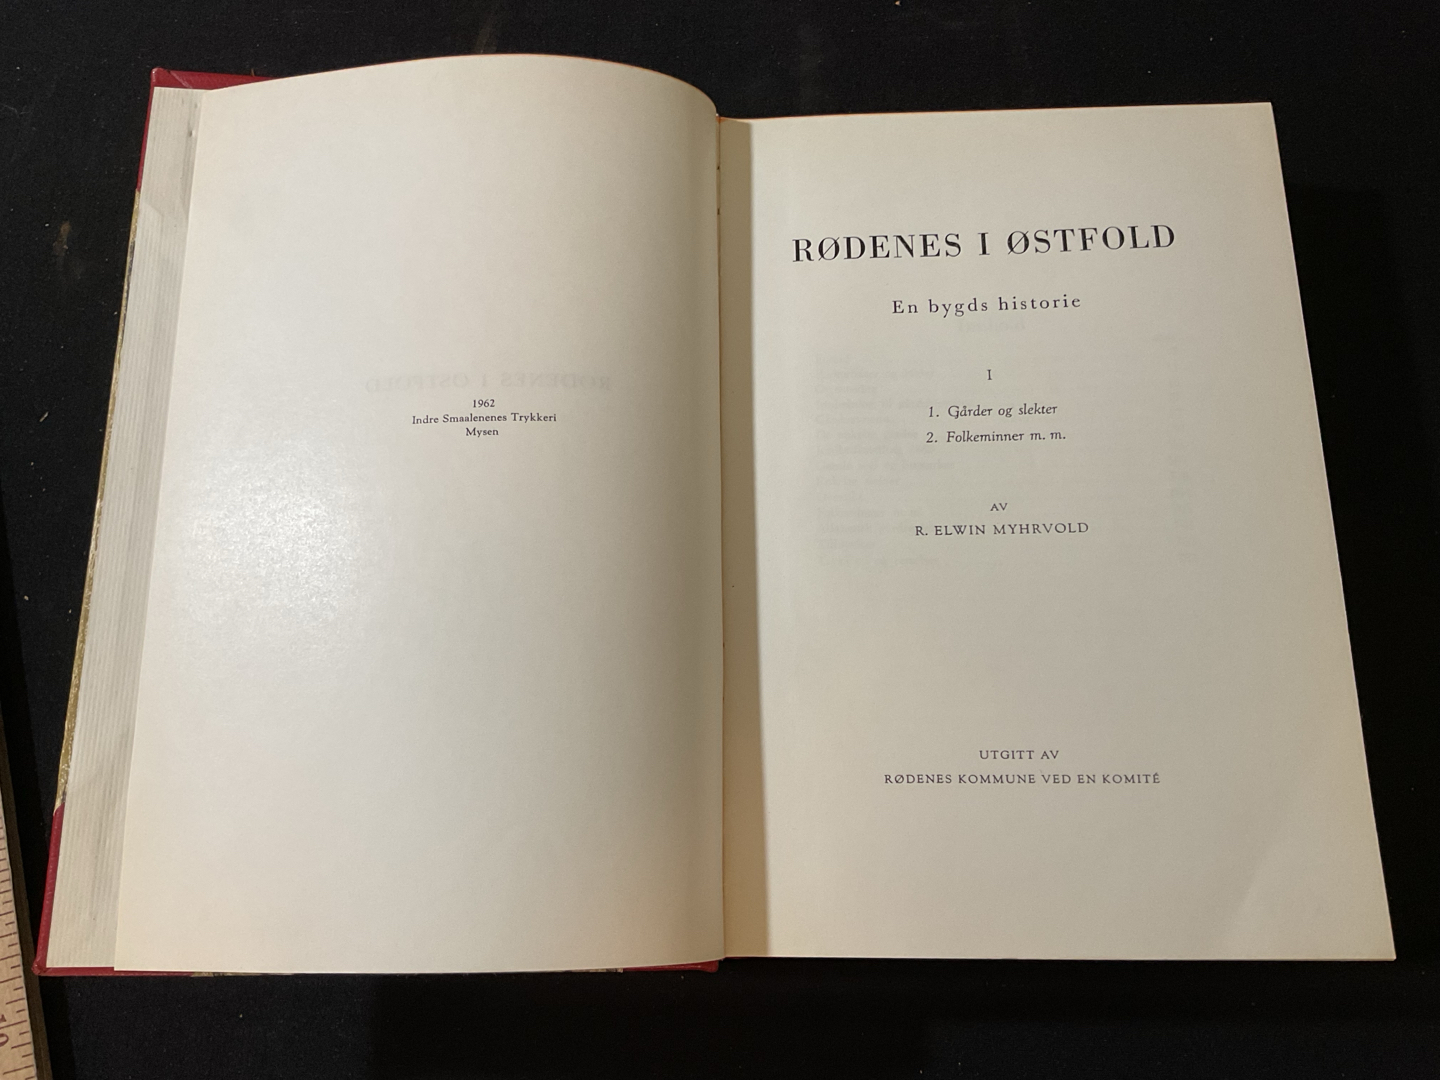 1962
Indre Smaalenenes Trykkeri
Mysen
RØDENES I ØSTFOLD
En bygds historie
I
1. Gårder og slekter
2. Folkeminner m. m.
AV
R. ELWIN MYHRVOLD
UTGITT AV
RØDENES KOMMUNE VED EN KOMITÉ